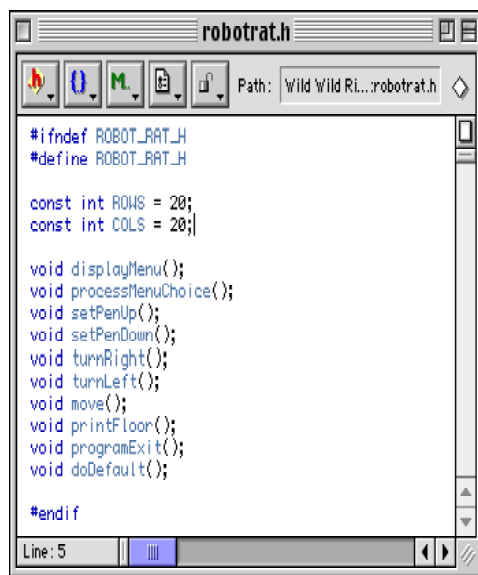 robotrat.h
.h {} M. Path: Wild Wild Ri...:robotrat.h
#ifndef ROBOT_RAT_H
#define ROBOT_RAT_H
const int ROWS = 20;
const int COLS = 20;
void displayMenu();
void processMenuChoice();
void setPenUp();
void setPenDown();
void turnRight();
void turnLeft();
void move();
void printFloor();
void programExit();
void doDefault();
#endif
Line: 5